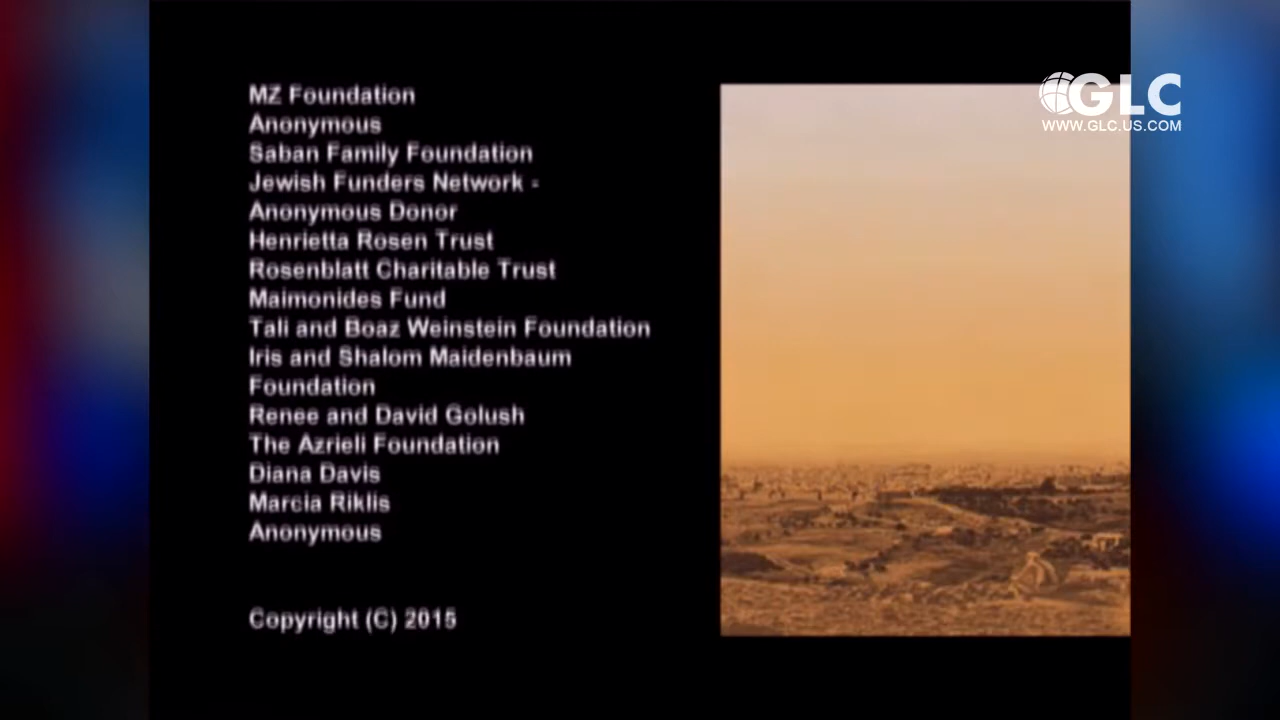 MZ Foundation
Anonymous
Saban Family Foundation
Jewish Funders Network -
Anonymous Donor
Henrietta Rosen Trust
Rosenblatt Charitable Trust
Maimonides Fund
Tali and Boaz Weinstein Foundation
Iris and Shalom Maidenbaum
Foundation
Renee and David Golush
The Azrieli Foundation
Diana Davis
Marcia Riklis
Anonymous
Copyright (C) 2015
GLC
WWW.GLC.US.COM